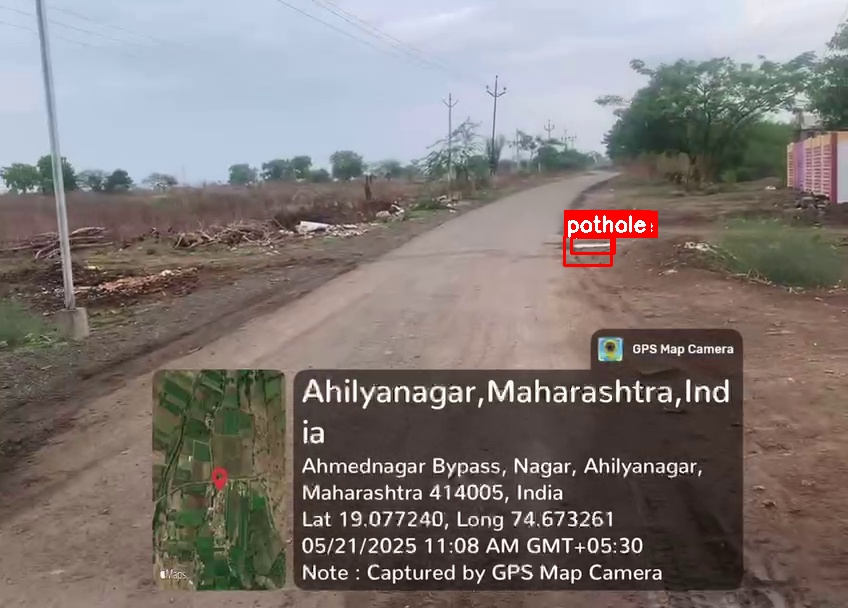 pothole
GPS Map Camera
Ahilyanagar,Maharashtra,Ind
ia
Ahmednagar Bypass, Nagar, Ahilyanagar,
Maharashtra 414005, India
Lat 19.077240, Long 74.673261
05/21/2025 11:08 AM GMT+05:30
Note : Captured by GPS Map Camera
Maps